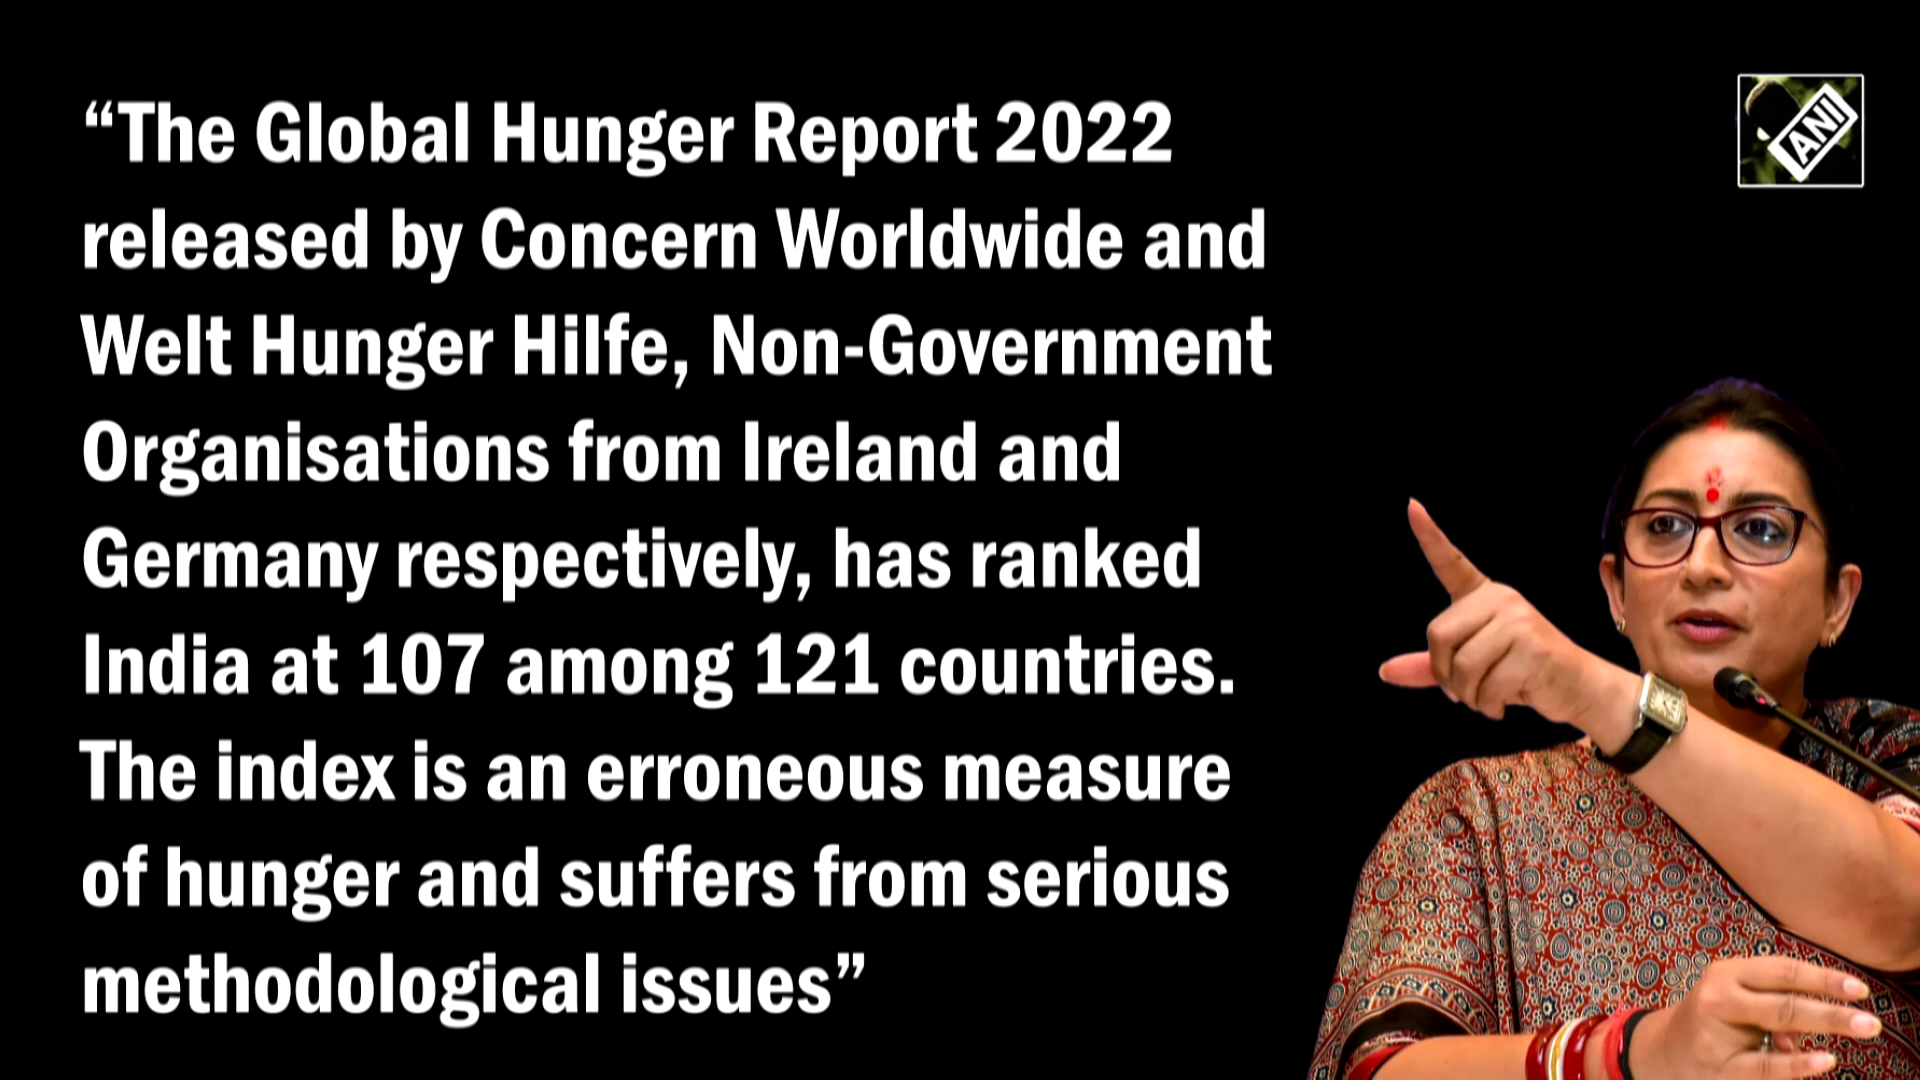 “The Global Hunger Report 2022
released by Concern Worldwide and
Welt Hunger Hilfe, Non-Government
Organisations from Ireland and
Germany respectively, has ranked
India at 107 among 121 countries.
The index is an erroneous measure
of hunger and suffers from serious
methodological issues”
ANI